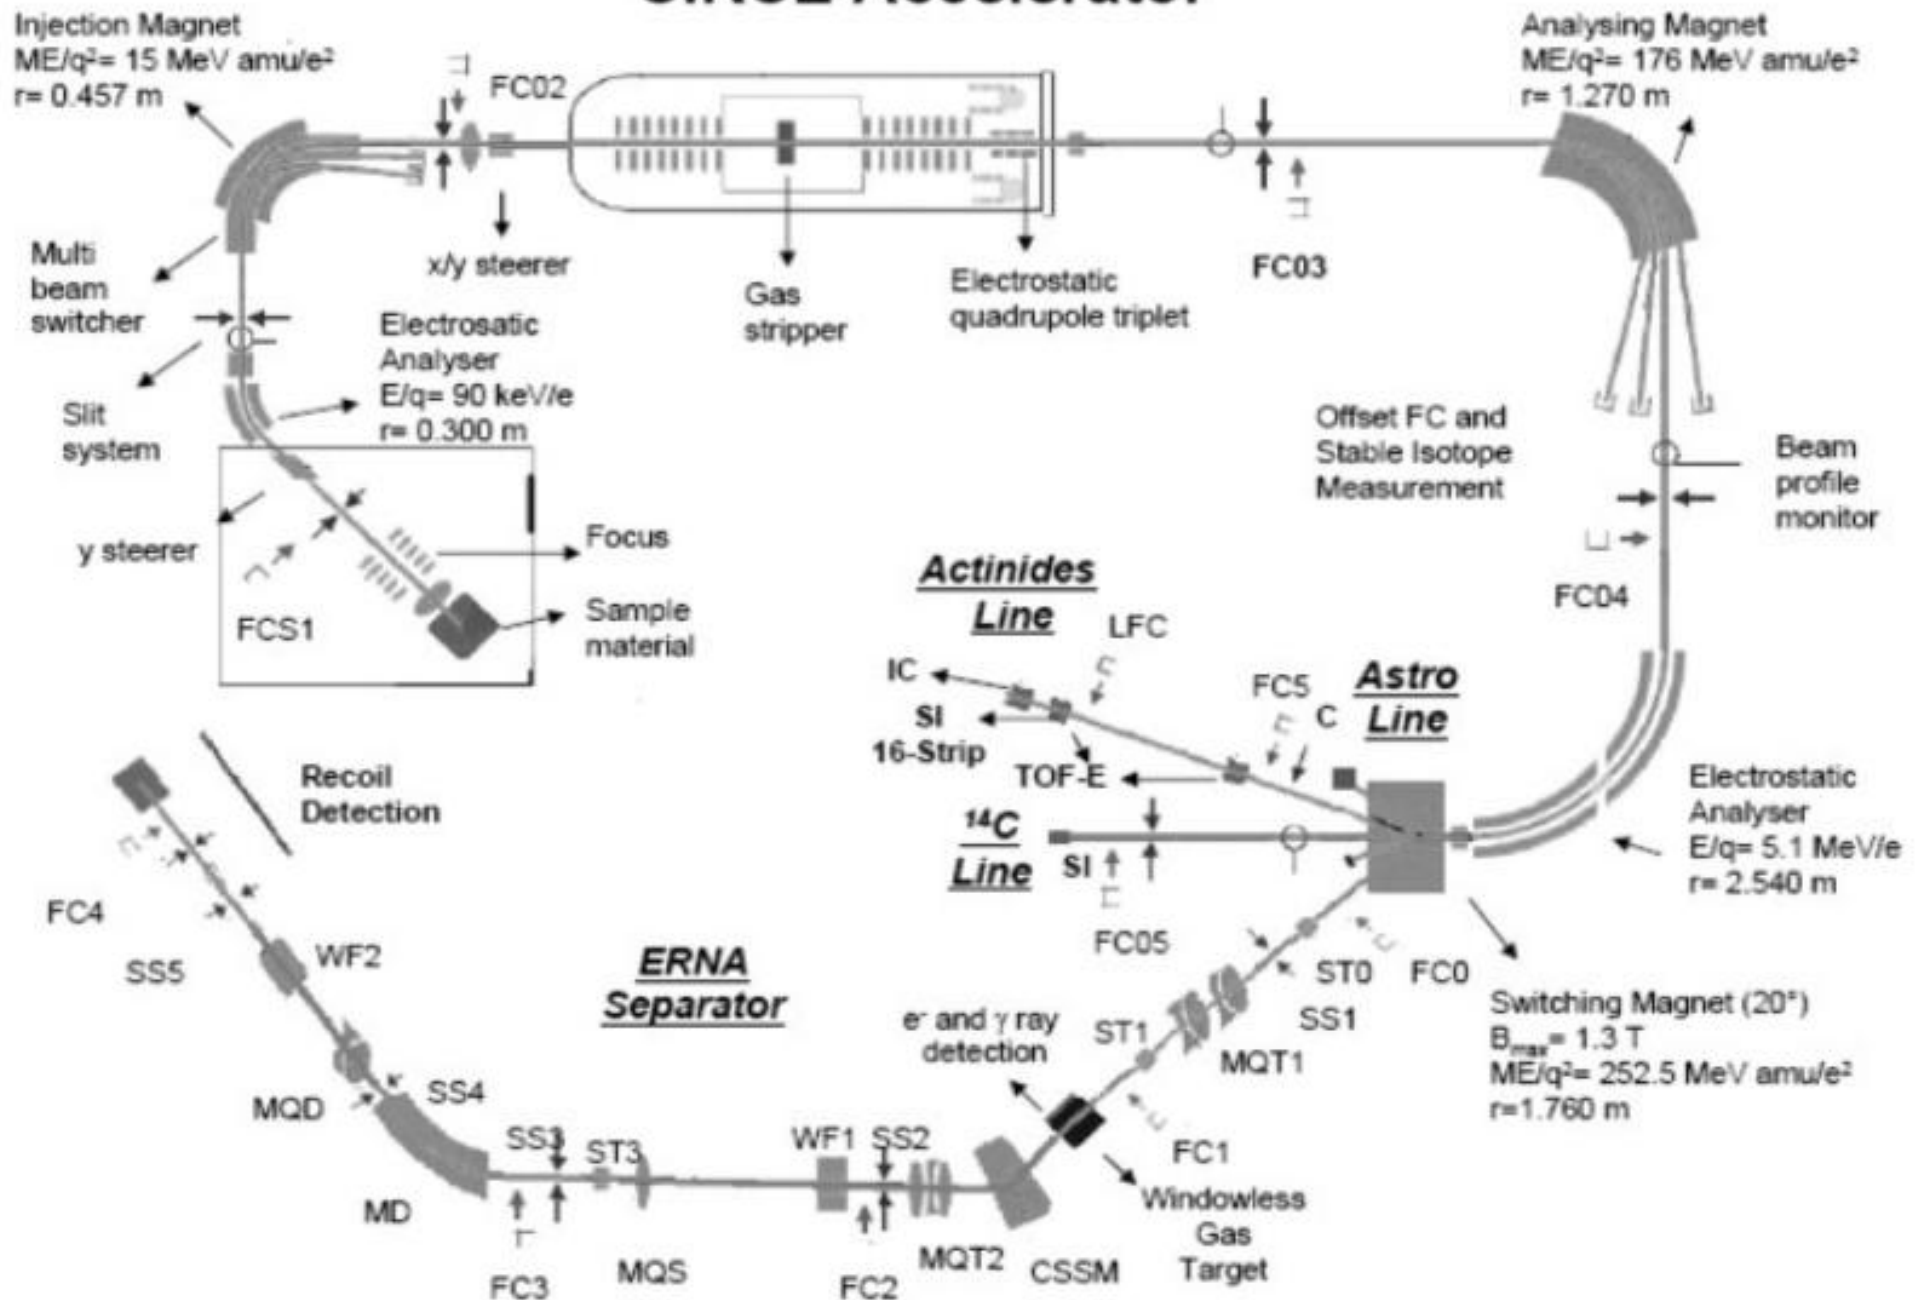 Accelerator
Injection Magnet
ME/q²= 15 MeV amu/e²
r= 0.457 m
FC02
Analysing Magnet
ME/q²= 176 MeV amu/e²
r= 1.270 m
Multi
beam
switcher
x/y steerer
Gas
stripper
Electrostatic
quadrupole triplet
FC03
Slit
system
Electrosatic
Analyser
E/q= 90 keV/e
r= 0.300 m
Offset FC and
Stable Isotope
Measurement
Beam
profile
monitor
y steerer
Focus
FCS1
Sample
material
FC04
Actinides
Line
LFC
IC
SI
16-Strip
TOF-E
FC5
C
Astro
Line
Recoil
Detection
¹⁴C
Line
SI
FC05
Electrostatic
Analyser
E/q= 5.1 MeV/e
r= 2.540 m
FC4
SS5
WF2
ERNA
Separator
ST0
FC0
SS1
e⁻ and γ ray
detection
ST1
MQT1
Switching Magnet (20°)
Bmax= 1.3 T
ME/q²= 252.5 MeV amu/e²
r=1.760 m
MQD
SS4
SS3
ST3
WF1
SS2
FC1
MD
Windowless
Gas
Target
FC3
MQS
FC2
MQT2
CSSM